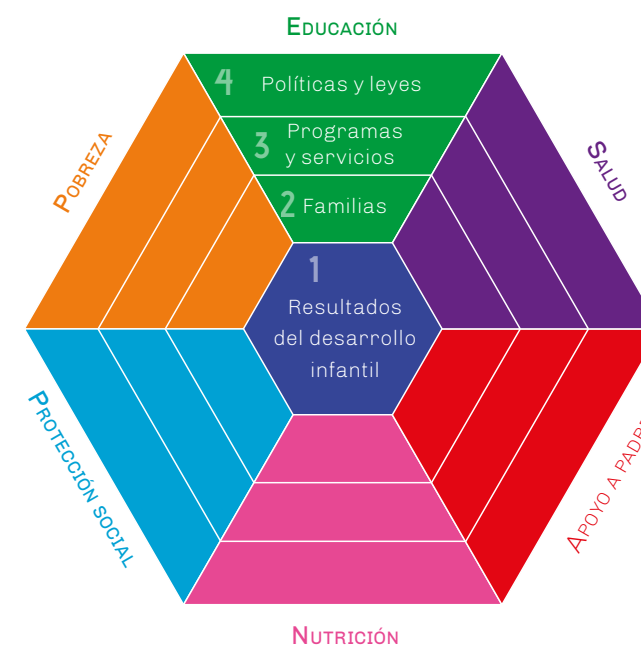 Educación
4 Políticas y leyes
3 Programas
y servicios
2 Familias
1
Resultados
del desarrollo
infantil
Pobreza
Salud
Protección social
Apoyo a
Nutrición